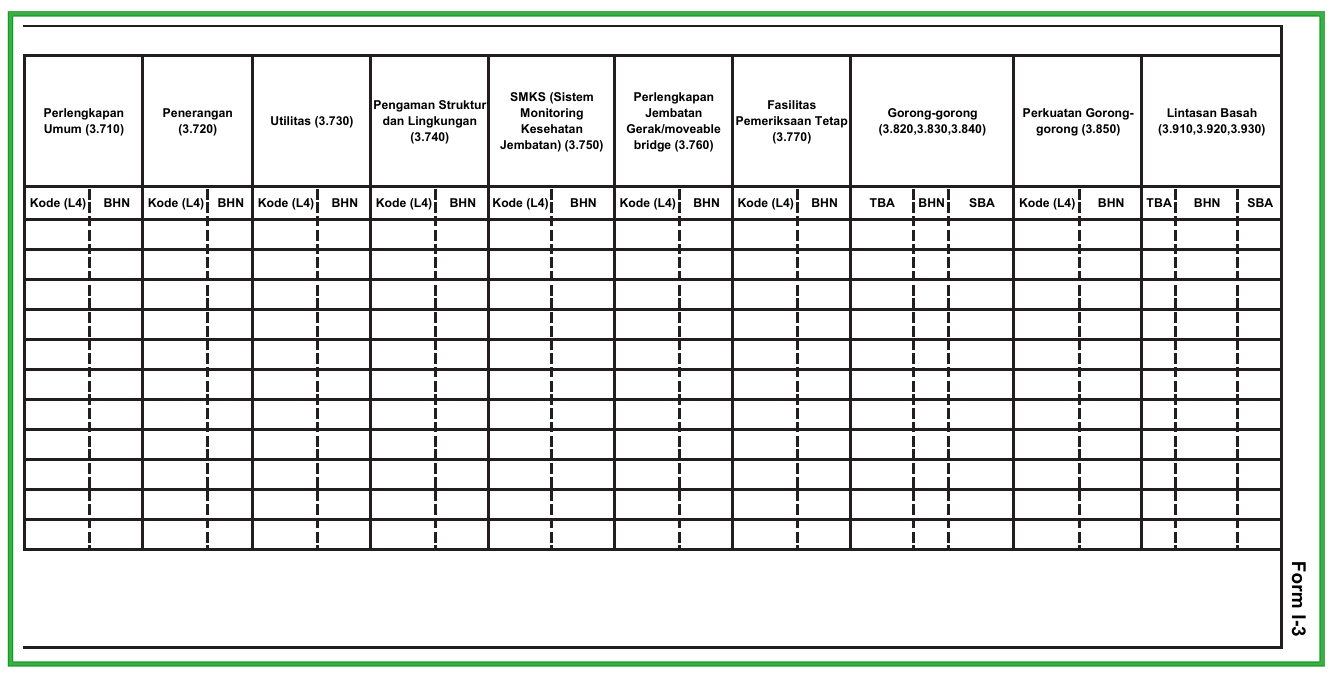 Perlengkapan
Umum (3.710)
Penerangan
(3.720)
Utilitas (3.730)
Pengaman Struktur
dan Lingkungan
(3.740)
SMKS (Sistem
Monitoring
Kesehatan
Jembatan) (3.750)
Perlengkapan
Jembatan
Gerak/moveable
bridge (3.760)
Fasilitas
Pemeriksaan Tetap
(3.770)
Gorong-gorong
(3.820,3.830,3.840)
Perkuatan Gorong-
gorong (3.850)
Lintasan Basah
(3.910,3.920,3.930)
Kode (L4) BHN Kode (L4) BHN Kode (L4) BHN Kode (L4) BHN Kode (L4) BHN Kode (L4) BHN Kode (L4) BHN TBA BHN SBA Kode (L4) BHN TBA BHN SBA
Form I-3